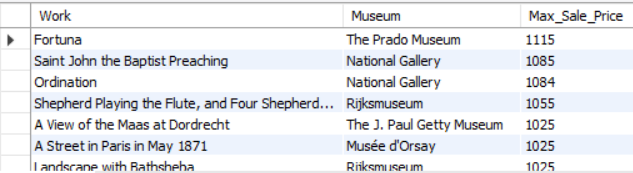 Work Museum Max_Sale_Price
Fortuna The Prado Museum 1115
Saint John the Baptist Preaching National Gallery 1085
Ordination National Gallery 1084
Shepherd Playing the Flute, and Four Shepherd... Rijksmuseum 1055
A View of the Maas at Dordrecht The J. Paul Getty Museum 1025
A Street in Paris in May 1871 Musée d'Orsay 1025
Landscape with Bathsheba Rijksmuseum 1025